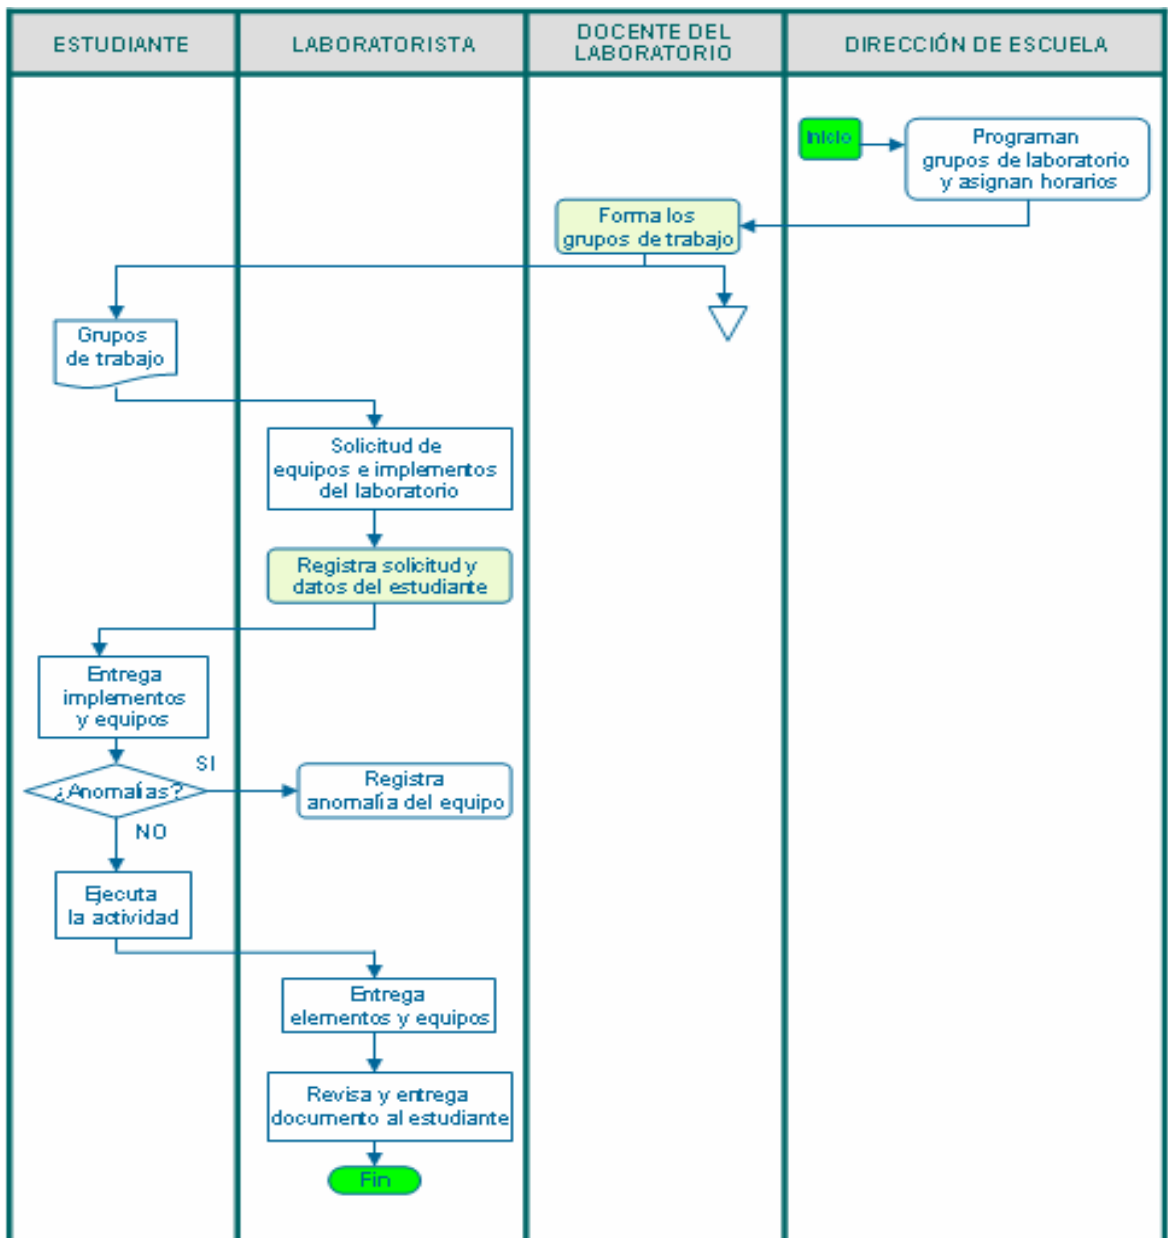 ESTUDIANTE
LABORATORISTA
DOCENTE DEL
LABORATORIO
DIRECCIÓN DE ESCUELA
Inicio
Programan
grupos de laboratorio
y asignan horarios
Forma los
grupos de trabajo
Grupos
de trabajo
Solicitud de
equipos e implementos
del laboratorio
Registra solicitud y
datos del estudiante
Entrega
implementos
y equipos
¿Anomalías?
SI
Registra
anomalía del equipo
NO
Ejecuta
la actividad
Entrega
elementos y equipos
Revisa y entrega
documento al estudiante
Fin